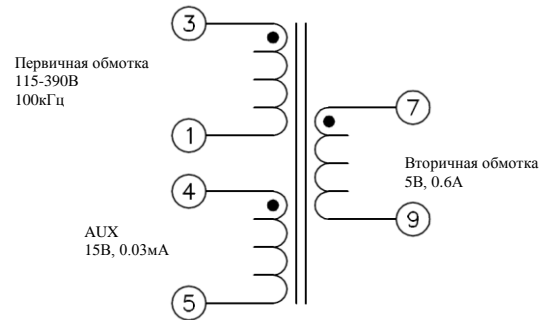 3
Первичная обмотка
115-390В
100кГц
1
7
4
Вторичная обмотка
5В, 0.6А
9
AUX
15В, 0.03мА
5